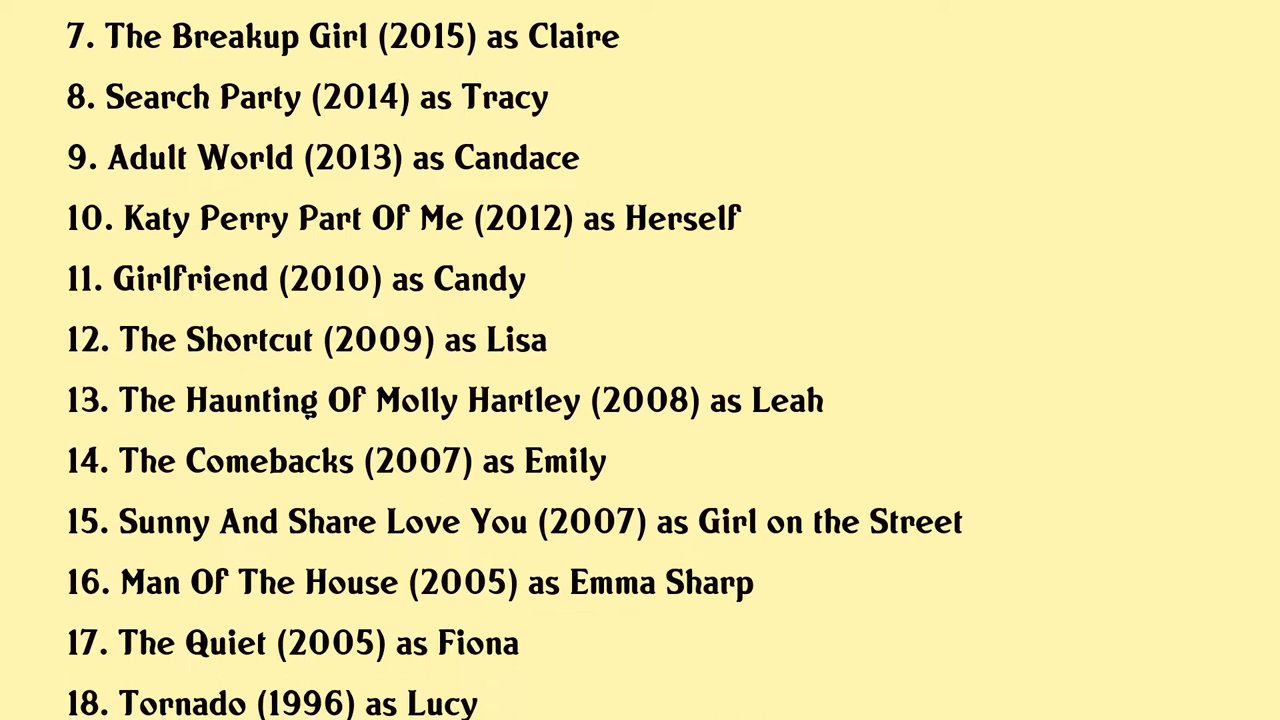 7. The Breakup Girl (2015) as Claire
8. Search Party (2014) as Tracy
9. Adult World (2013) as Candace
10. Katy Perry Part Of Me (2012) as Herself
11. Girlfriend (2010) as Candy
12. The Shortcut (2009) as Lisa
13. The Haunting Of Molly Hartley (2008) as Leah
14. The Comebacks (2007) as Emily
15. Sunny And Share Love You (2007) as Girl on the Street
16. Man Of The House (2005) as Emma Sharp
17. The Quiet (2005) as Fiona
18. Tornado (1996) as Lucy